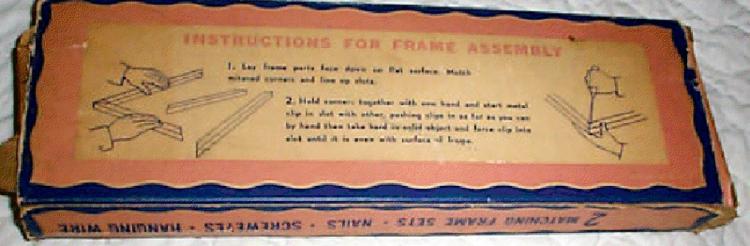 INSTRUCTIONS FOR FRAME ASSEMBLY
1. Lay frame parts face down on flat surface. Match
mitered corners and line up slots.
2. Hold corners together with one hand and start metal
clip in slot with other, pushing clips in as far as you can
by hand then take hard in solid object and force clip into
slot until it is even with surface of frape.
2 MATCHING FRAME SETS · NAILS · SCREWEYES · HANGING WIRE